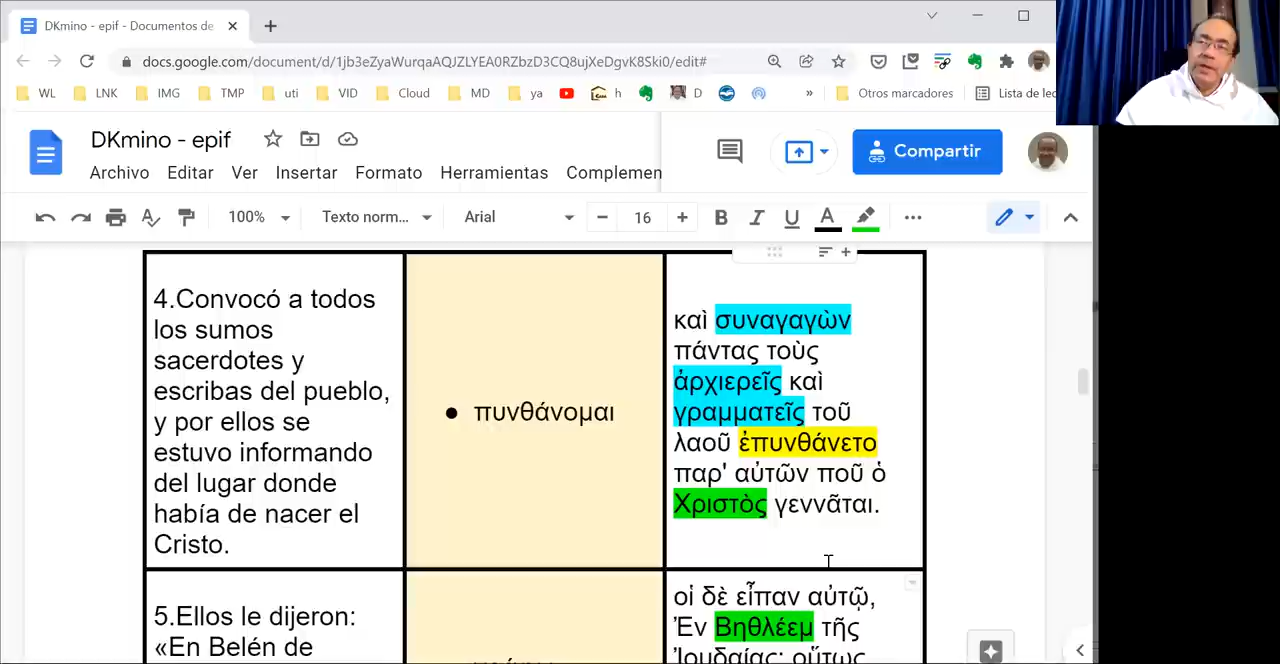 DKmino - epif - Documentos de
docs.google.com/document/d/1jb3eZyaWurqaAQJZLYEA0RZbzD3CQ8ujXeDgvK8Ski0/edit#
WL LNK IMG TMP uti VID Cloud MD ya h D » Otros marcadores Lista de lec
DKmino - epif
Compartir
Archivo Editar Ver Insertar Formato Herramientas Complemen
100% Texto norm... Arial 16 B I U A
4.Convocó a todos
los sumos
sacerdotes y
escribas del pueblo,
y por ellos se
estuvo informando
del lugar donde
había de nacer el
Cristo.
● πυνθάνομαι
καὶ συναγαγὼν
πάντας τοὺς
ἀρχιερεῖς καὶ
γραμματεῖς τοῦ
λαοῦ ἐπυνθάνετο
παρ' αὐτῶν ποῦ ὁ
Χριστὸς γεννᾶται.
5.Ellos le dijeron:
«En Belén de
οἱ δὲ εἶπαν αὐτῷ,
Ἐν Βηθλέεμ τῆς
Ἰουδαίας· οὕτως